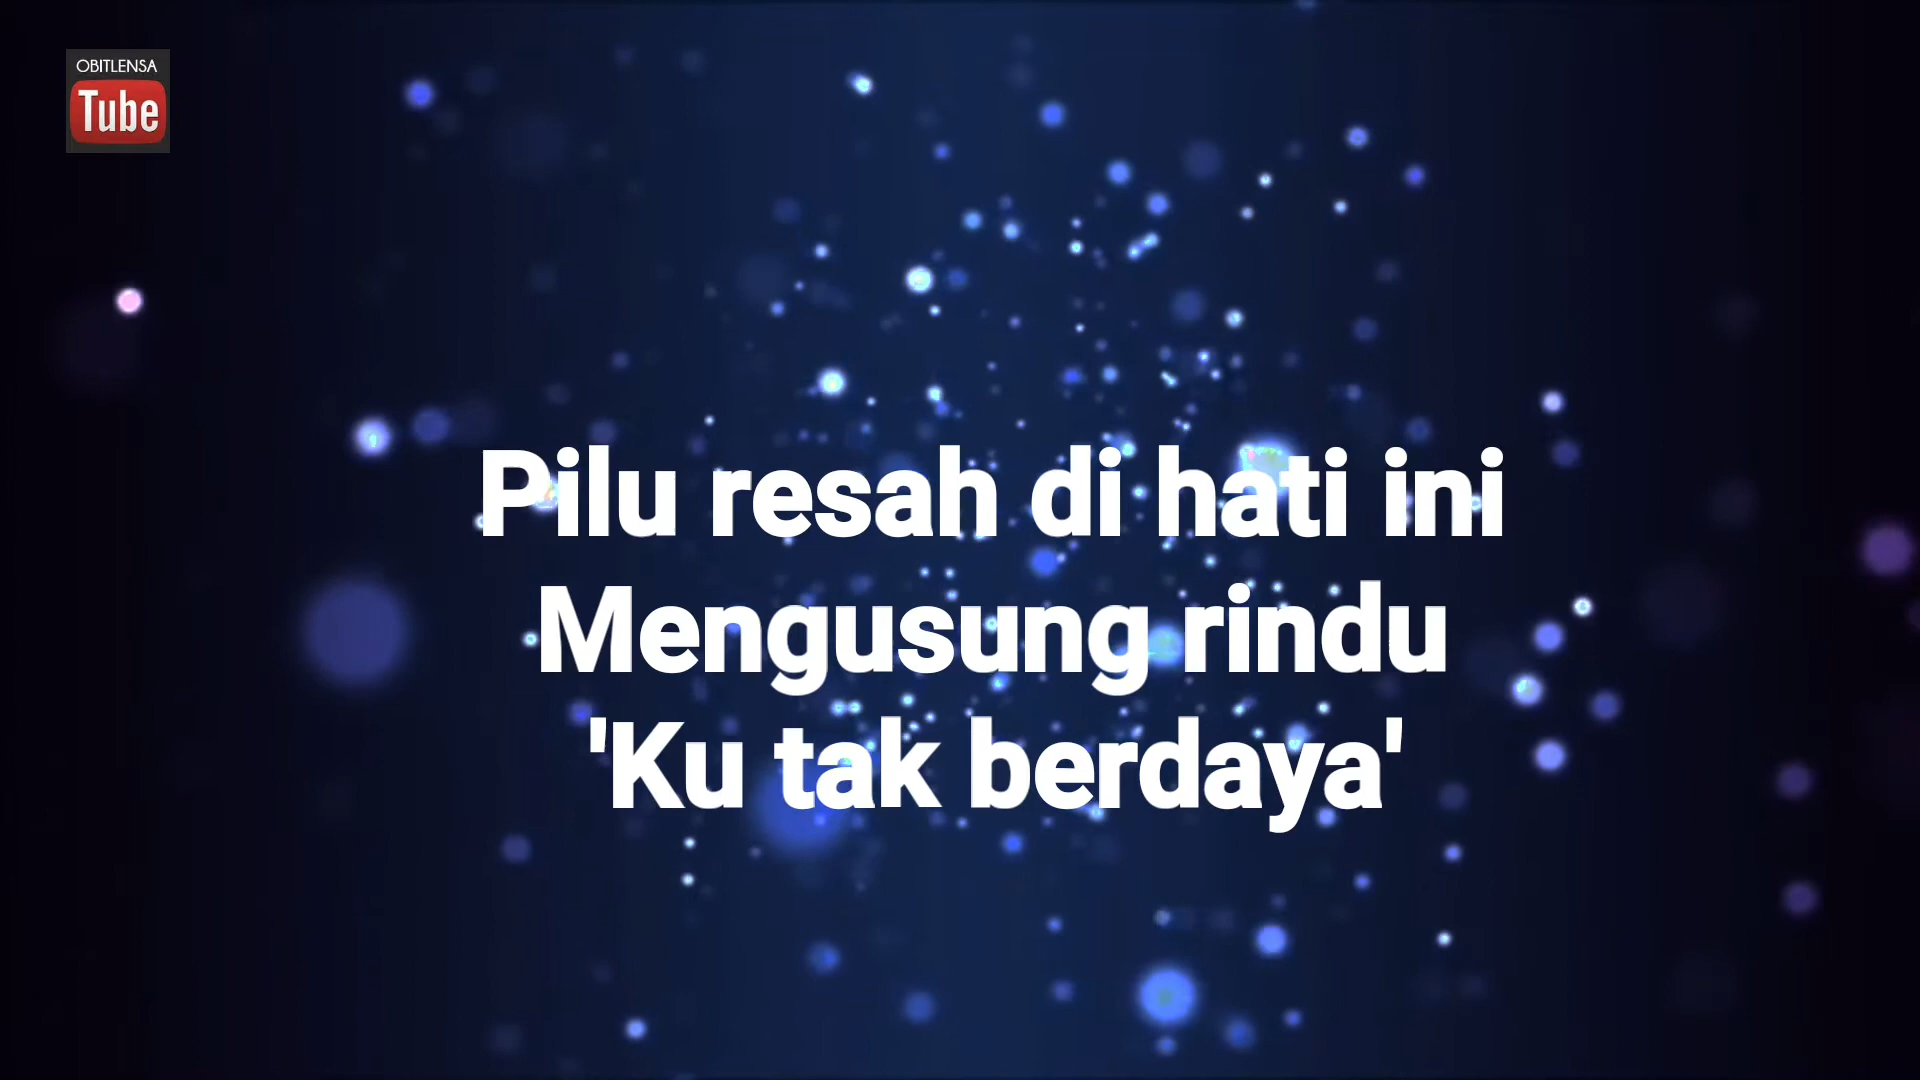 OBITLENSA
Tube
Pilu resah di hati ini
Mengusung rindu
'Ku tak berdaya'